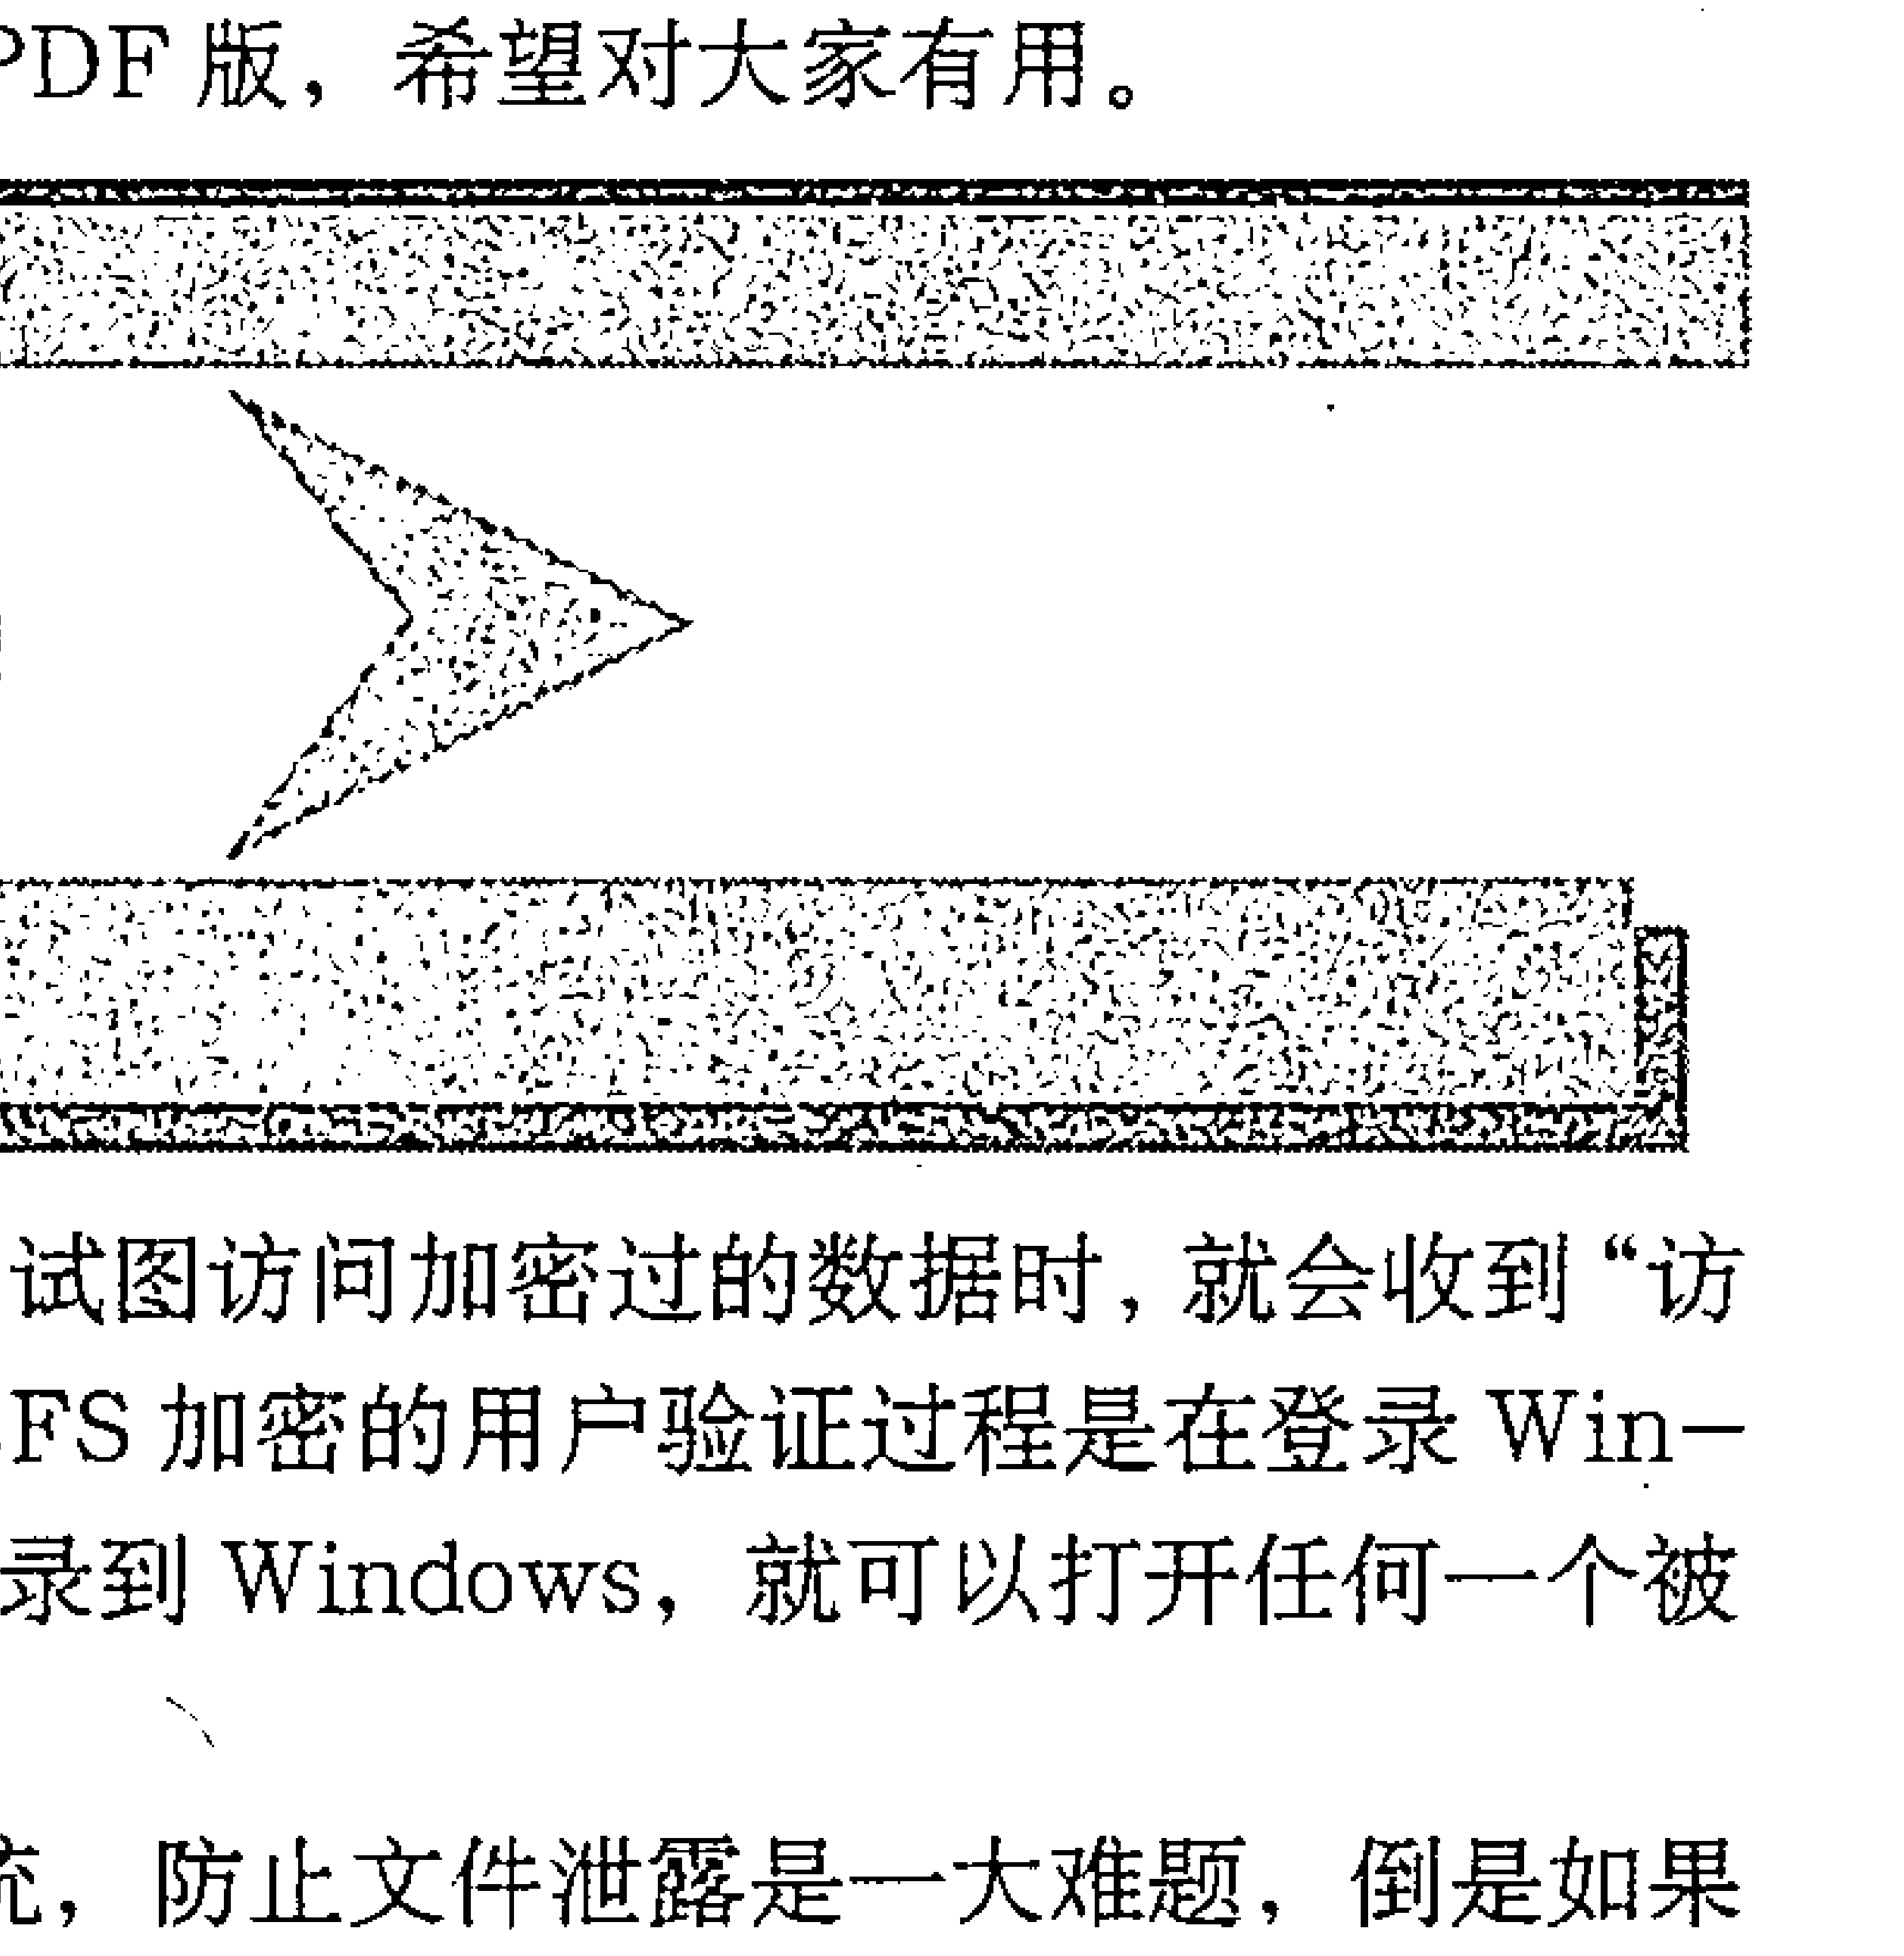 PDF 版，希望对大家有用。
试图访问加密过的数据时，就会收到“访
FS 加密的用户验证过程是在登录 Win-
录到 Windows，就可以打开任何一个被
，防止文件泄露是一大难题，倒是如果